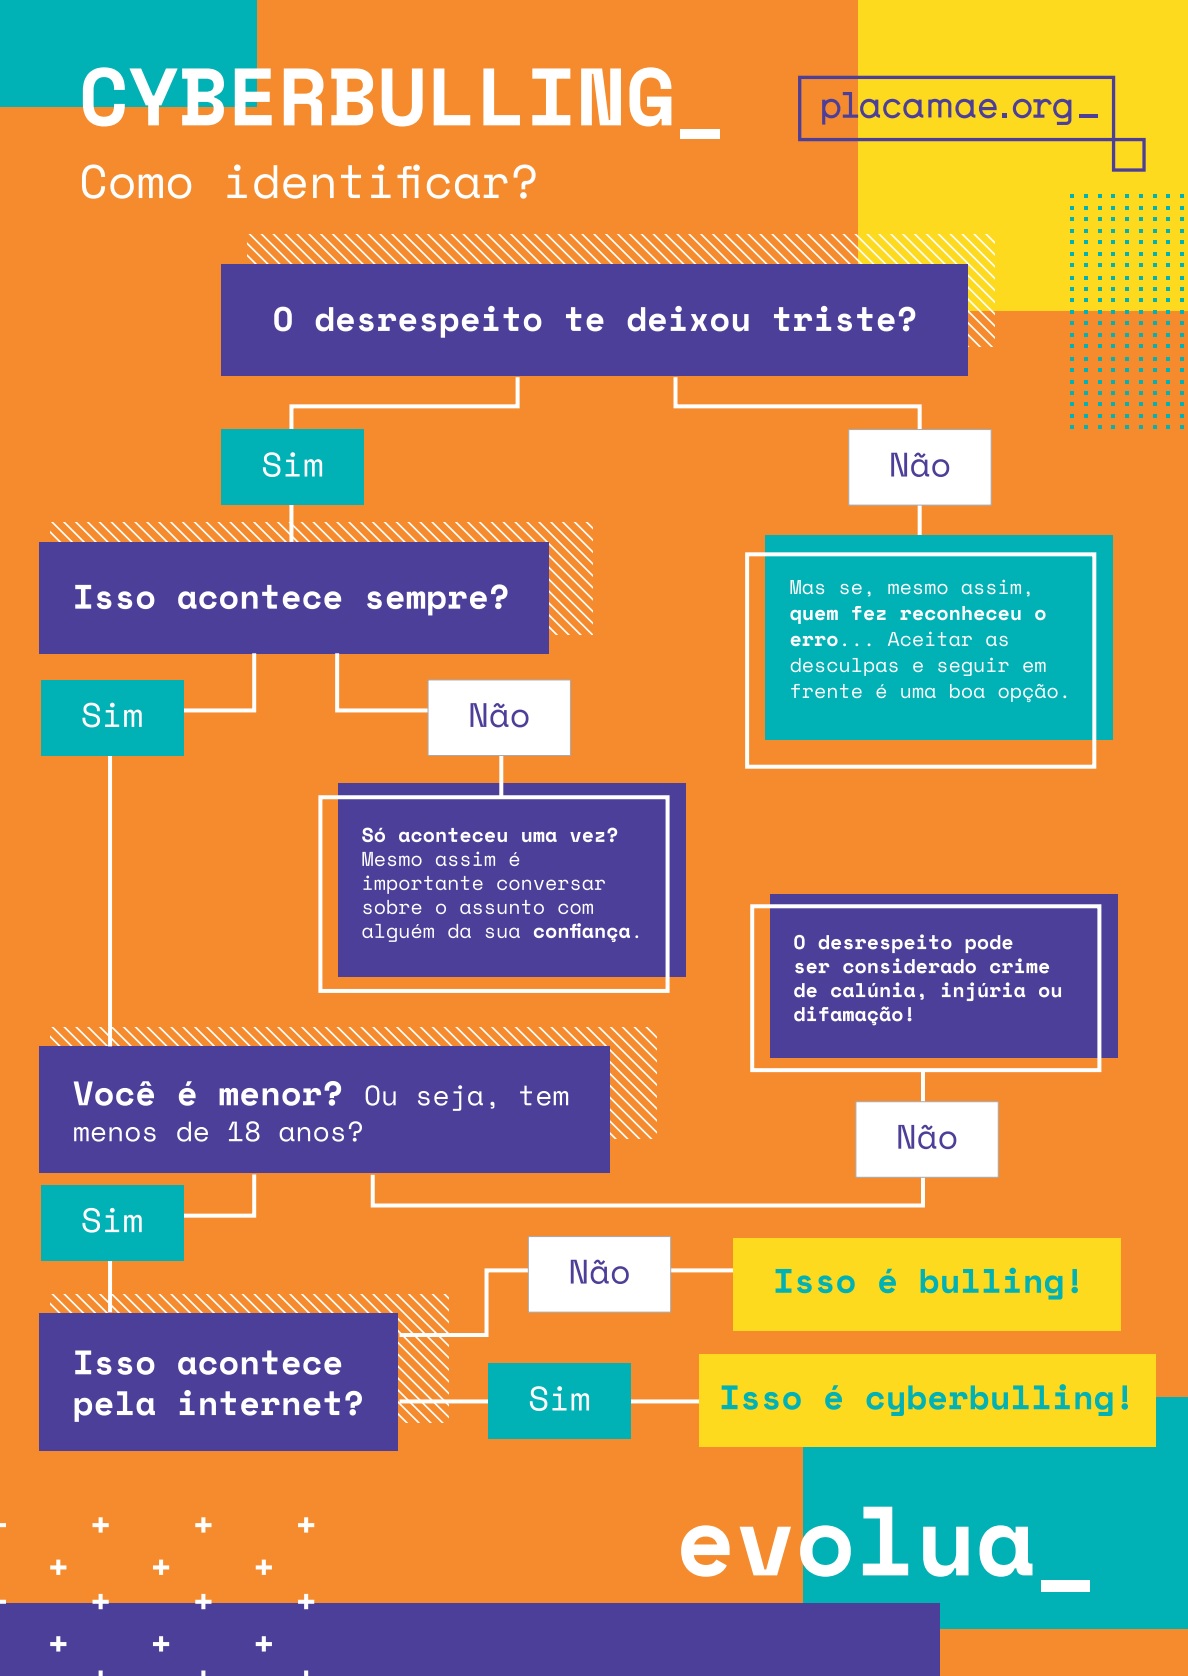 CYBERBULLING_
placamae.org_
Como identificar?
O desrespeito te deixou triste?
Sim
Não
Isso acontece sempre?
Mas se, mesmo assim,
quem fez reconheceu o
erro... Aceitar as
desculpas e seguir em
frente é uma boa opção.
Sim
Não
Só aconteceu uma vez?
Mesmo assim é
importante conversar
sobre o assunto com
alguém da sua confiança.
O desrespeito pode
ser considerado crime
de calúnia, injúria ou
difamação!
Você é menor? Ou seja, tem
menos de 18 anos?
Não
Sim
Não
Isso é bulling!
Isso acontece
pela internet?
Sim
Isso é cyberbulling!
evolua_